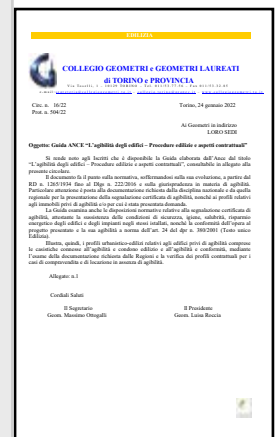 EDILIZIA
COLLEGIO GEOMETRI e GEOMETRI LAUREATI
di TORINO e PROVINCIA
Circ. n. 16/22
Torino, 24 gennaio 2022
Prot. n. 504/22
Ai Geometri in indirizzo
LORO SEDI
Oggetto: Guida ANCE "L'agibilità degli edifici – Procedure edilizie e aspetti contrattuali"
Si rende noto agli Iscritti che è disponibile la Guida elaborata dall'Ance dal titolo
"L'agibilità degli edifici – Procedure edilizie e aspetti contrattuali", consultabile in allegato alla
presente circolare.
Il documento fa il punto sulla normativa, soffermandosi sulla sua evoluzione, a partire dal
RD n. 1265/1934 fino al Dlgs n. 222/2016 e sulla giurisprudenza in materia di agibilità.
Particolare attenzione è posta alla documentazione richiesta dalla disciplina nazionale e da quella
regionale per la presentazione della segnalazione certificata di agibilità, nonché ai profili relativi
agli immobili privi di agibilità e/o per cui è stata presentata domanda.
La Guida esamina anche le disposizioni normative relative alla segnalazione certificata di
agibilità, attestante la sussistenza delle condizioni di sicurezza, igiene, salubrità, risparmio
energetico degli edifici e degli impianti negli stessi istallati, nonché la conformità dell'opera al
progetto presentato e la sua agibilità a norma dell'art. 24 del dpr n. 380/2001 (Testo unico
Edilizia).
Illustra, quindi, i profili urbanistico-edilizi relativi agli edifici privi di agibilità comprese
le casistiche connesse all'agibilità e condono edilizio e all'agibilità e conformità, mediante
l'esame della documentazione richiesta dalle Regioni e la verifica dei profili contrattuali per i
casi di compravendita e di locazione in assenza di agibilità.
Allegato: n.1
Cordiali Saluti
Il Segretario
Il Presidente
Geom. Massimo Ottogalli
Geom. Luisa Roccia